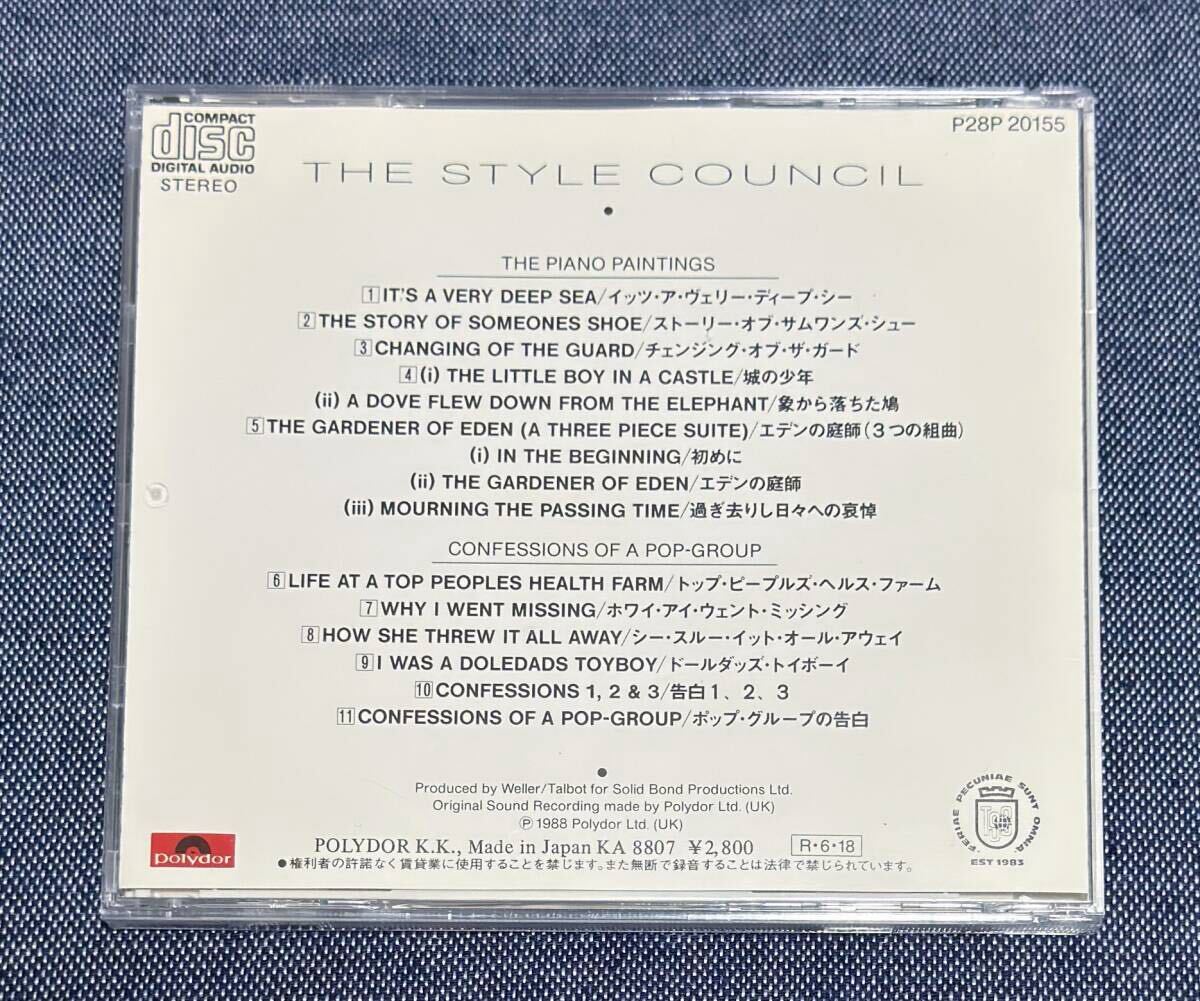 COMPACT
disc
DIGITAL AUDIO
STEREO
P28P 20155
THE STYLE COUNCIL
THE PIANO PAINTINGS
1 IT'S A VERY DEEP SEA/イッツ・ア・ヴェリー・ディープ・シー
2 THE STORY OF SOMEONES SHOE/ストーリー・オブ・サムワンズ・シュー
3 CHANGING OF THE GUARD/チェンジング・オブ・ザ・ガード
4 (i) THE LITTLE BOY IN A CASTLE/城の少年
(ii) A DOVE FLEW DOWN FROM THE ELEPHANT/象から落ちた鳩
5 THE GARDENER OF EDEN (A THREE PIECE SUITE)/エデンの庭師(3つの組曲)
(i) IN THE BEGINNING/初めに
(ii) THE GARDENER OF EDEN/エデンの庭師
(iii) MOURNING THE PASSING TIME/過ぎ去りし日々への哀悼
CONFESSIONS OF A POP-GROUP
6 LIFE AT A TOP PEOPLES HEALTH FARM/トップ・ピープルズ・ヘルス・ファーム
7 WHY I WENT MISSING/ホワイ・アイ・ウェント・ミッシング
8 HOW SHE THREW IT ALL AWAY/シー・スルー・イット・オール・アウェイ
9 I WAS A DOLEDADS TOYBOY/ドールダッズ・トイボーイ
10 CONFESSIONS 1, 2 & 3/告白1、2、3
11 CONFESSIONS OF A POP-GROUP/ポップ・グループの告白
Produced by Weller/Talbot for Solid Bond Productions Ltd.
Original Sound Recording made by Polydor Ltd. (UK)
℗ 1988 Polydor Ltd. (UK)
polydor
POLYDOR K.K., Made in Japan KA 8807 ¥2,800
R・6・18
●権利者の許諾なく賃貸業に使用することを禁じます。また無断で録音することは法律で禁じられています。
FERIAE PECUNIAE SUNT OMNIA
TSC
EST 1983